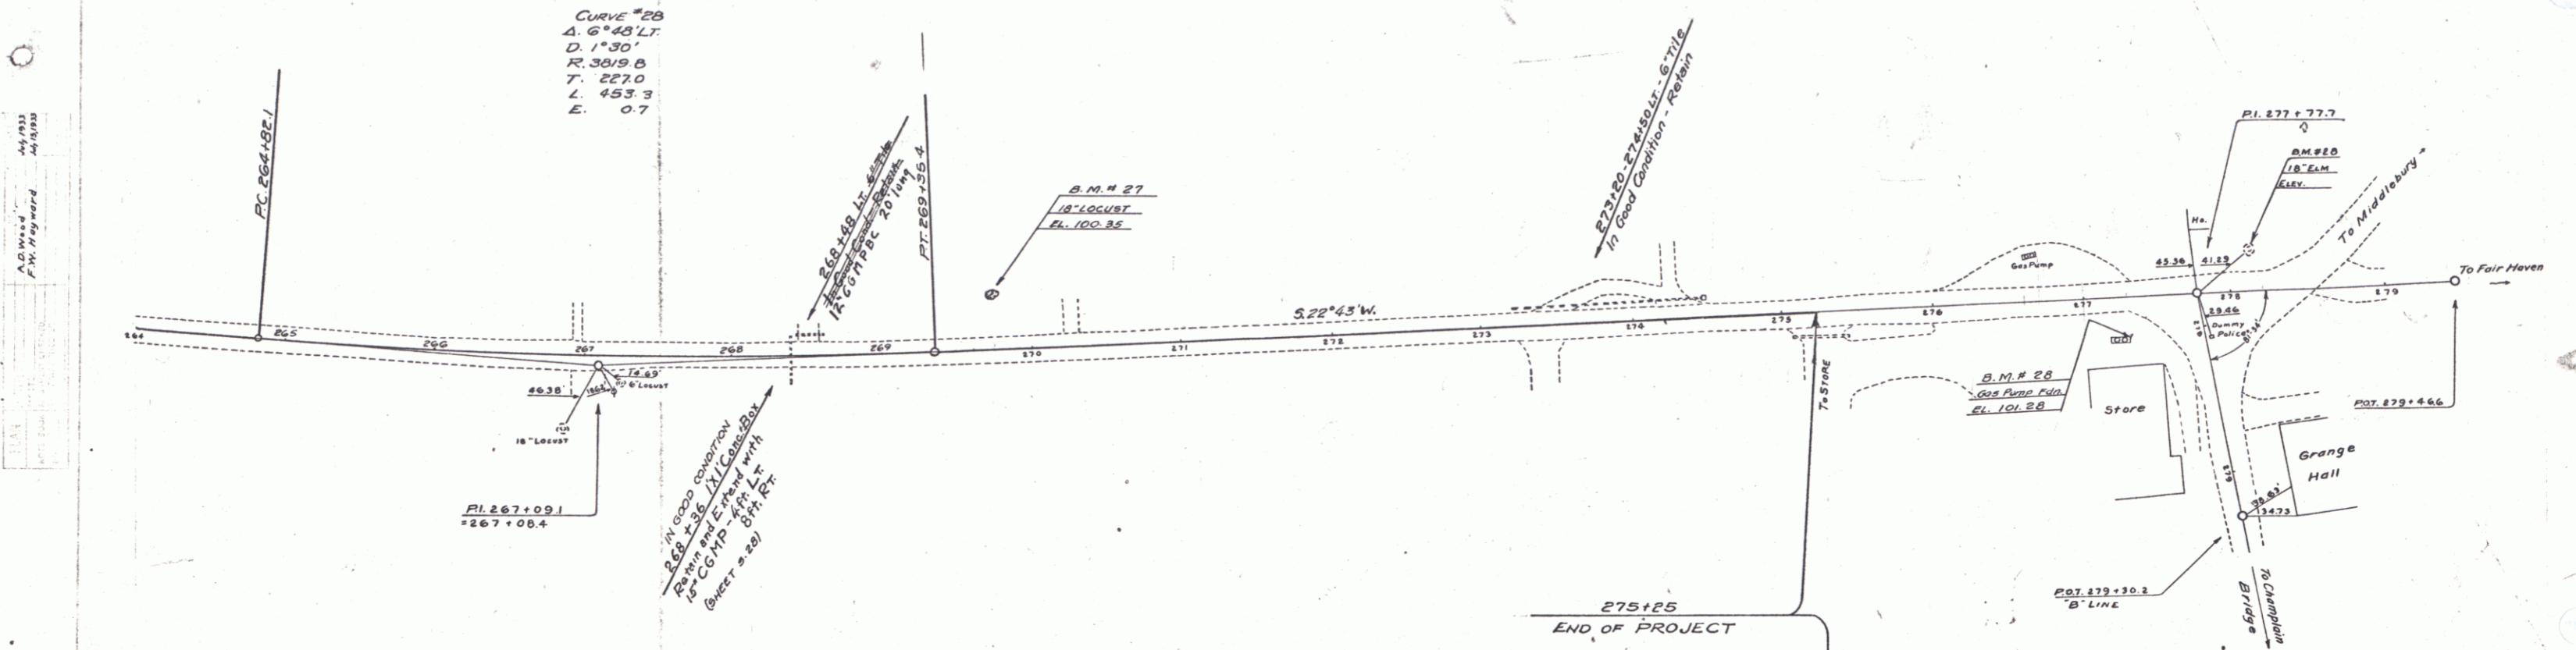 A.D.Wood July 1933
F.W. Hayward July 15,1933
P.C. 264+82.1
CURVE #28
Δ. 6°48' LT.
D. 1°30'
R. 3819.8
T. 227.0
L. 453.3
E. 0.7
268+48 LT. 6" Tile
In Good Cond. - Retain
12" CGMPBC 20' long
P.T. 269+35.4
B.M. # 27
18" LOCUST
EL. 100.35
273+20-274+50 LT. - 6" Tile
In Good Condition - Retain
P.I. 277 + 77.7
B.M. #28
18" ELM
ELEV.
To Middlebury
Ho.
45.36
41.29
Gas Pump
To Fair Haven
S.22°43'W.
264
265
266
267
268
269
270
271
272
273
274
275
276
277
278
279
29.46
Dummy
Police
46.38'
14.69'
6" LOCUST
18" LOCUST
P.I. 267+09.1
=267+08.4
IN GOOD CONDITION
268+36 1'X1' Conc. Box
Retain and Extend with
15" CGMP - 4ft. LT.
8ft. RT.
(SHEET S-28)
To STORE
B.M. # 28
Gas Pump Fdn.
EL. 101.28
Store
P.O.T. 279+46.6
Grange
Hall
279
34.73
P.O.T. 279+30.2
"B" LINE
To Champlain
Bridge
275+25
END OF PROJECT